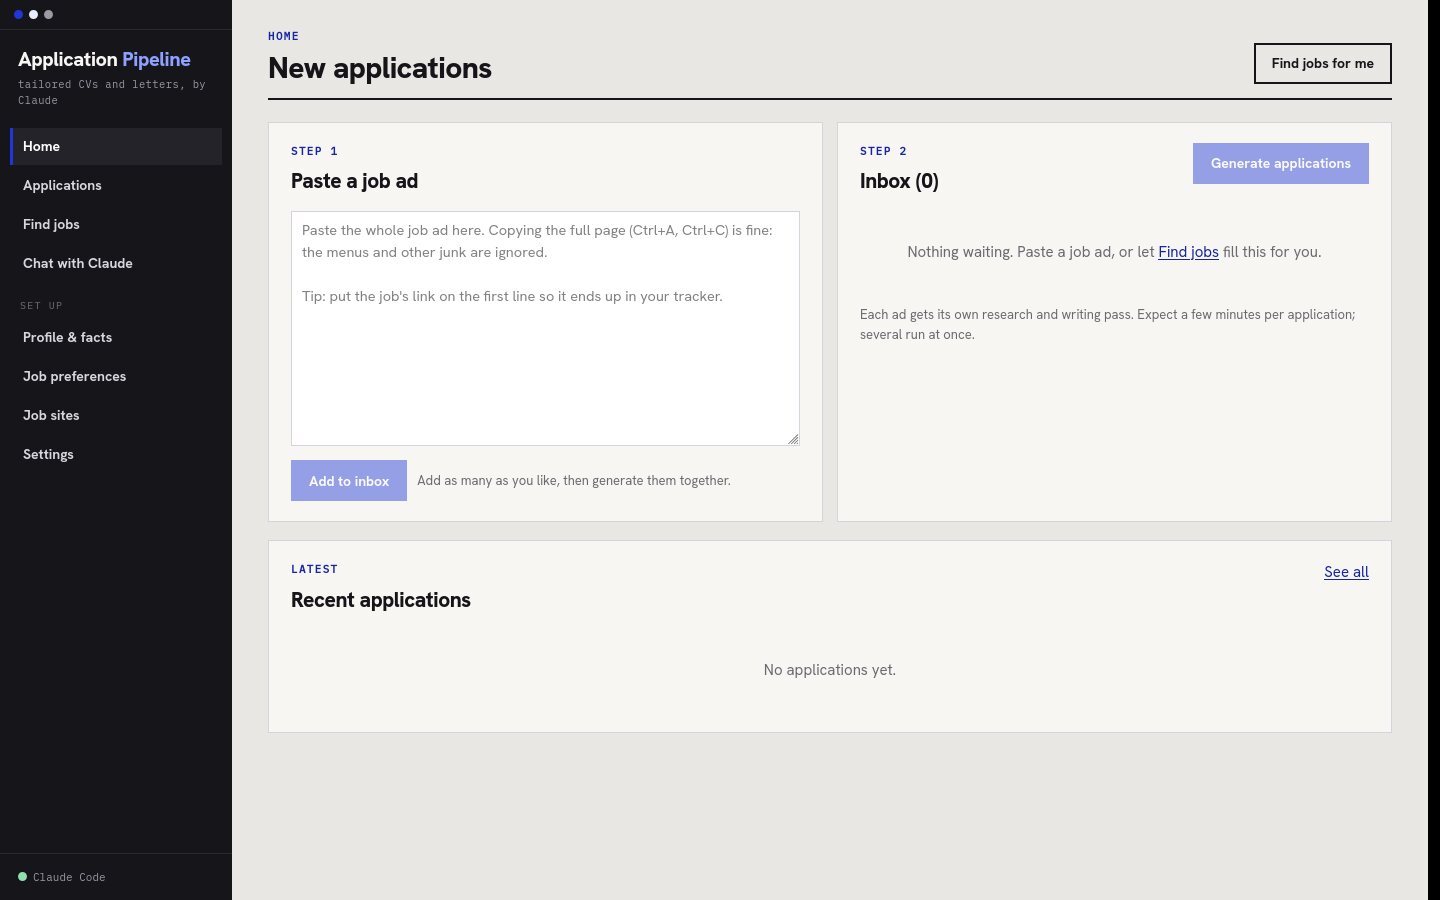 Application Pipeline
tailored CVs and letters, by
Claude
Home
Applications
Find jobs
Chat with Claude
SET UP
Profile & facts
Job preferences
Job sites
Settings
Claude Code
HOME
New applications
Find jobs for me
STEP 1
Paste a job ad
Paste the whole job ad here. Copying the full page (Ctrl+A, Ctrl+C) is fine:
the menus and other junk are ignored.
Tip: put the job's link on the first line so it ends up in your tracker.
Add to inbox
Add as many as you like, then generate them together.
STEP 2
Inbox (0)
Generate applications
Nothing waiting. Paste a job ad, or let Find jobs fill this for you.
Each ad gets its own research and writing pass. Expect a few minutes per application;
several run at once.
LATEST
Recent applications
See all
No applications yet.